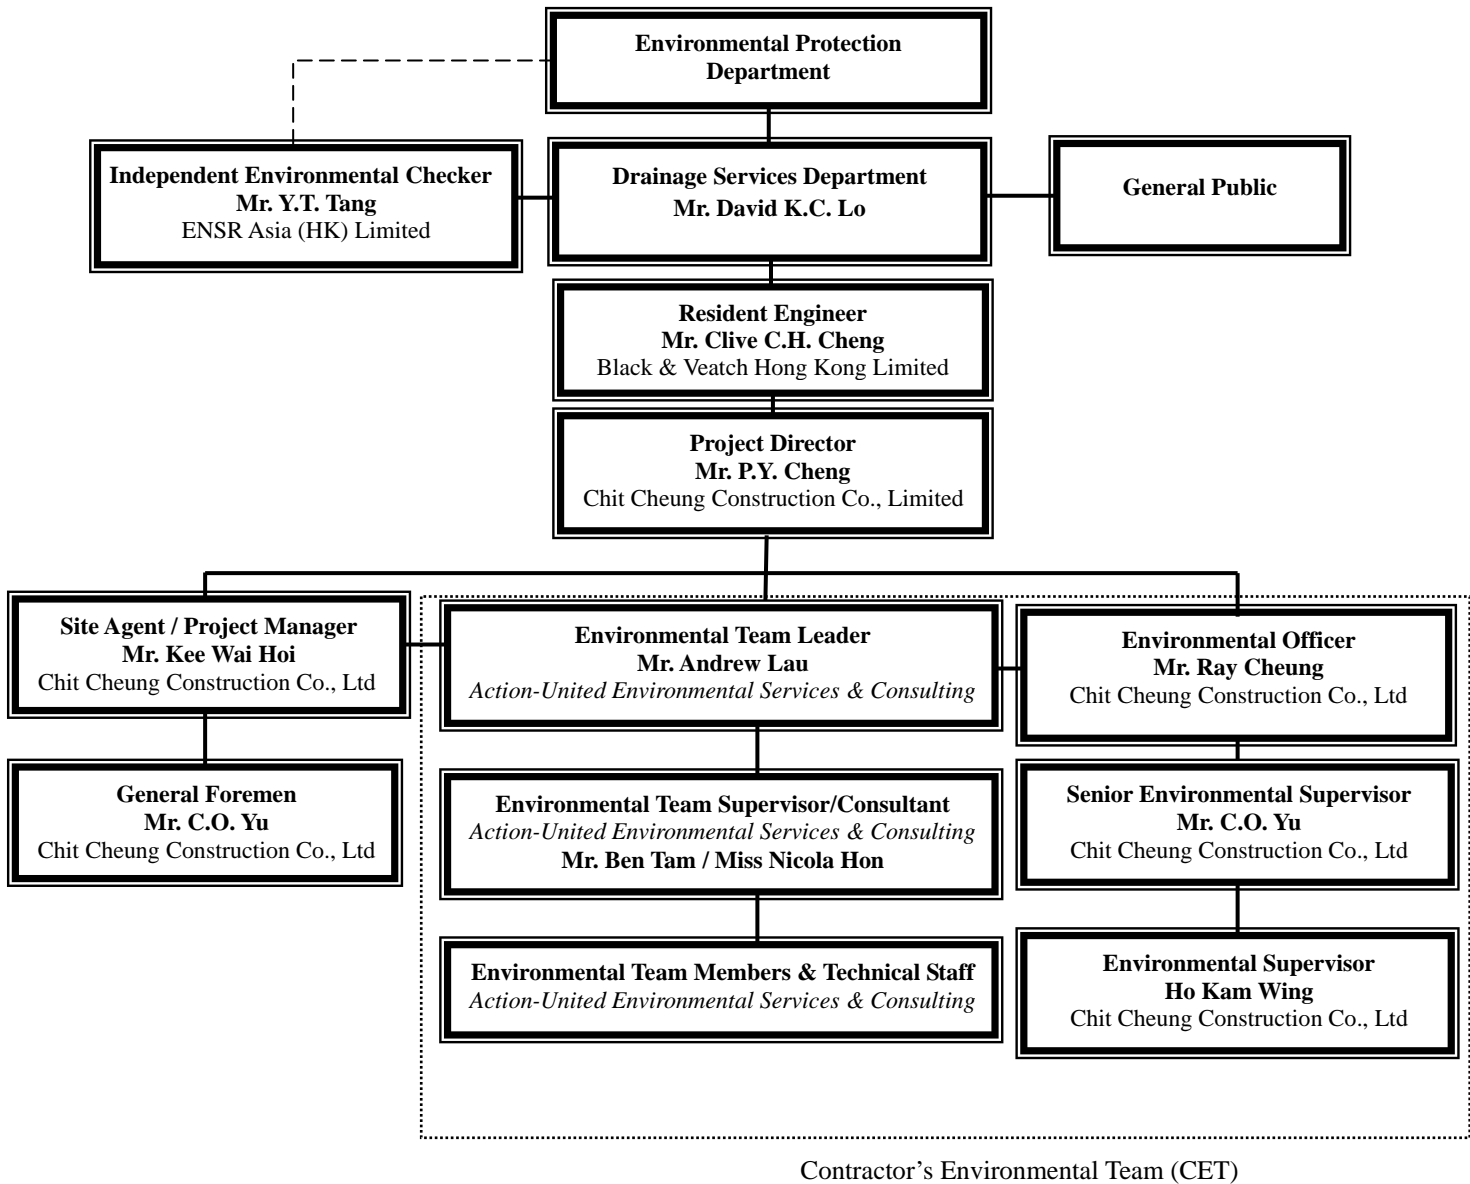 Environmental Protection
Department
Independent Environmental Checker
Mr. Y.T. Tang
ENSR Asia (HK) Limited
Drainage Services Department
Mr. David K.C. Lo
General Public
Resident Engineer
Mr. Clive C.H. Cheng
Black & Veatch Hong Kong Limited
Project Director
Mr. P.Y. Cheng
Chit Cheung Construction Co., Limited
Site Agent / Project Manager
Mr. Kee Wai Hoi
Chit Cheung Construction Co., Ltd
Environmental Team Leader
Mr. Andrew Lau
Action-United Environmental Services & Consulting
Environmental Officer
Mr. Ray Cheung
Chit Cheung Construction Co., Ltd
General Foremen
Mr. C.O. Yu
Chit Cheung Construction Co., Ltd
Environmental Team Supervisor/Consultant
Action-United Environmental Services & Consulting
Mr. Ben Tam / Miss Nicola Hon
Senior Environmental Supervisor
Mr. C.O. Yu
Chit Cheung Construction Co., Ltd
Environmental Team Members & Technical Staff
Action-United Environmental Services & Consulting
Environmental Supervisor
Ho Kam Wing
Chit Cheung Construction Co., Ltd
Contractor’s Environmental Team (CET)